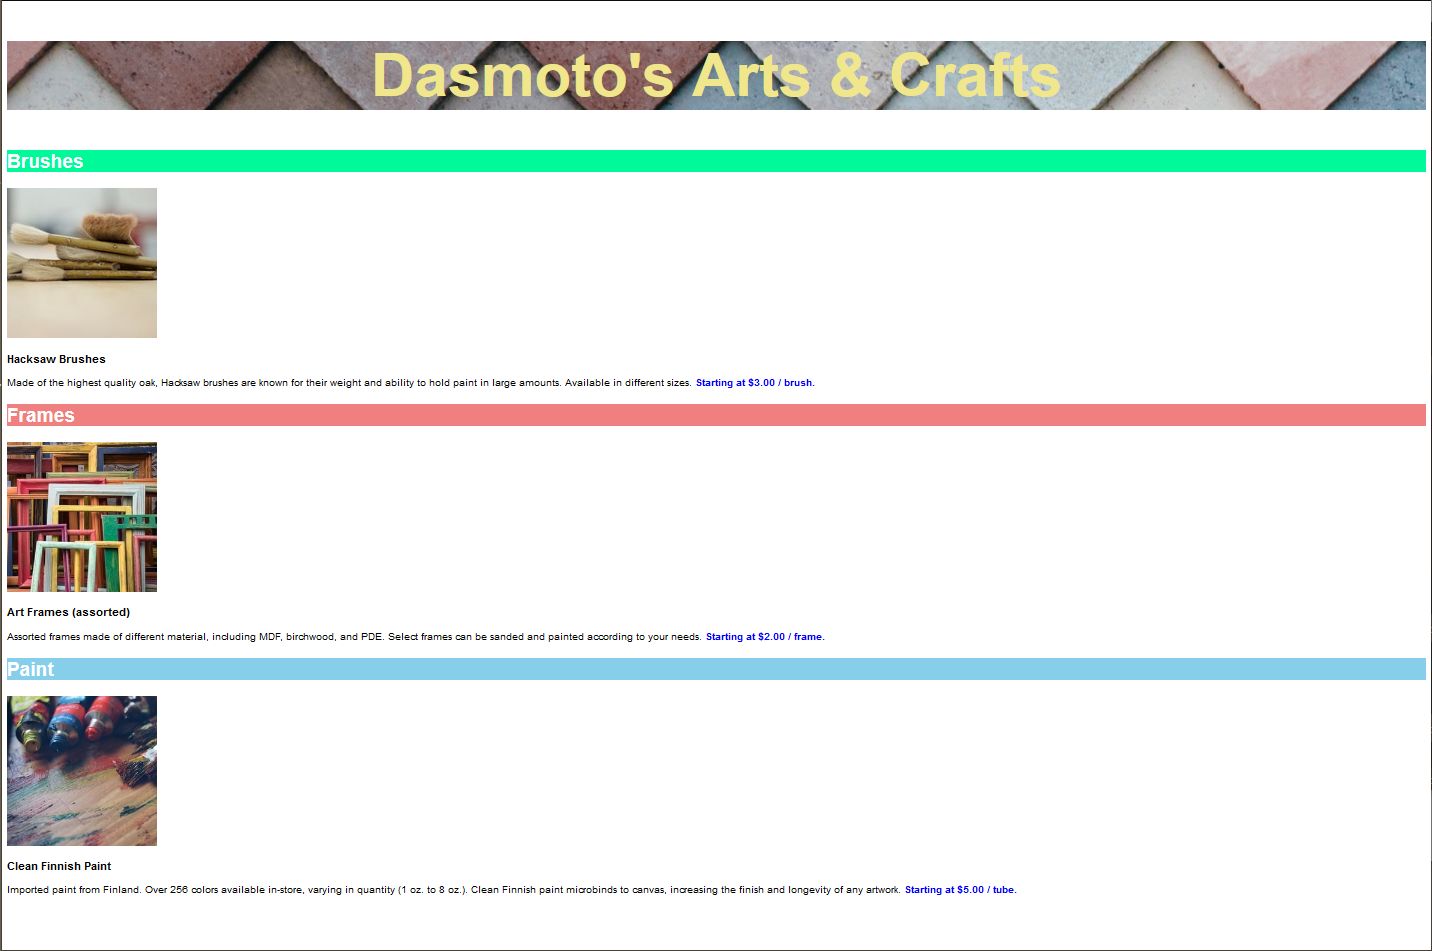 Dasmoto's Arts & Crafts
Brushes
Hacksaw Brushes
Made of the highest quality oak, Hacksaw brushes are known for their weight and ability to hold paint in large amounts. Available in different sizes. Starting at $3.00 / brush.
Frames
Art Frames (assorted)
Assorted frames made of different material, including MDF, birchwood, and PDE. Select frames can be sanded and painted according to your needs. Starting at $2.00 / frame.
Paint
Clean Finnish Paint
Imported paint from Finland. Over 256 colors available in-store, varying in quantity (1 oz. to 8 oz.). Clean Finnish paint microbinds to canvas, increasing the finish and longevity of any artwork. Starting at $5.00 / tube.